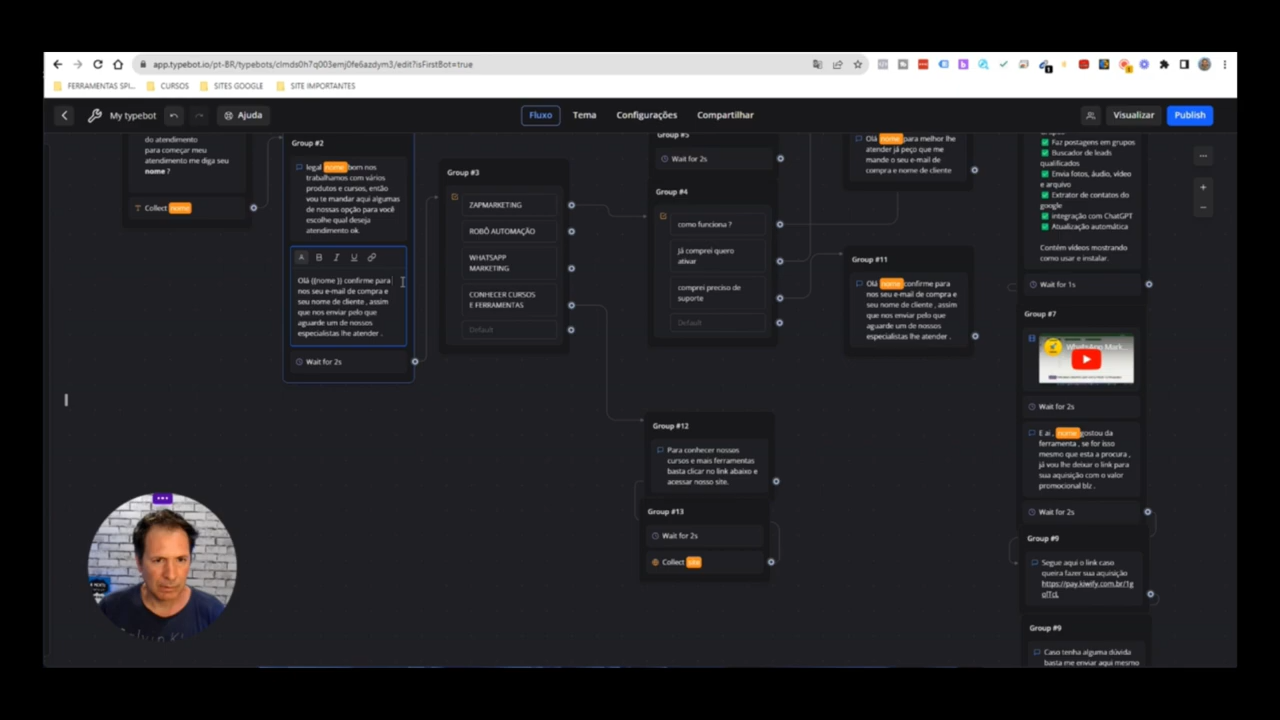 app.typebot.io/pt-BR/typebots/clmds0h7q003emj0fe6azdym3/edit?isFirstBot=true
FERRAMENTAS SPI...
CURSOS
SITES GOOGLE
SITE IMPORTANTES
My typebot
Ajuda
Fluxo
Tema
Configurações
Compartilhar
Visualizar
Publish
do atendimento
para começar meu
atendimento me diga seu
nome ?
Collect nome
Group #2
legal nome bom nos
trabalhamos com vários
produtos e cursos, então
vou te mandar aqui algumas
de nossas opção para você
escolhe qual deseja
atendimento ok.
Olá {{nome }} confirme para
nos seu e-mail de compra e
seu nome de cliente , assim
que nos enviar pelo que
aguarde um de nossos
especialistas lhe atender .
Wait for 2s
Group #3
ZAPMARKETING
ROBÔ AUTOMAÇÃO
WHATSAPP
MARKETING
CONHECER CURSOS
E FERRAMENTAS
Default
Group #5
Wait for 2s
Group #4
como funciona ?
Já comprei quero
ativar
comprei preciso de
suporte
Default
Olá nome para melhor lhe
atender já peço que me
mande o seu e-mail de
compra e nome de cliente
Group #11
Olá nome confirme para
nos seu e-mail de compra e
seu nome de cliente , assim
que nos enviar pelo que
aguarde um de nossos
especialistas lhe atender .
Group #12
Para conhecer nossos
cursos e mais ferramentas
basta clicar no link abaixo e
acessar nosso site.
Group #13
Wait for 2s
Collect site
✅ Faz postagens em grupos
✅ Buscador de leads
qualificados
✅ Envia fotos, áudio, vídeo
e arquivo
✅ Extrator de contatos do
google
✅ integração com ChatGPT
✅ Atualização automática
Contém vídeos mostrando
como usar e instalar.
Wait for 1s
Group #7
WhatsApp Mark...
Wait for 2s
E ai , nome gostou da
ferramenta , se for isso
mesmo que esta a procura ,
já vou lhe deixar o link para
sua aquisição com o valor
promocional blz .
Wait for 2s
Group #9
Segue aqui o link caso
queira fazer sua aquisição
https://pay.kiwify.com.br/1g
Group #9
Caso tenha alguma dúvida
basta me enviar aqui mesmo